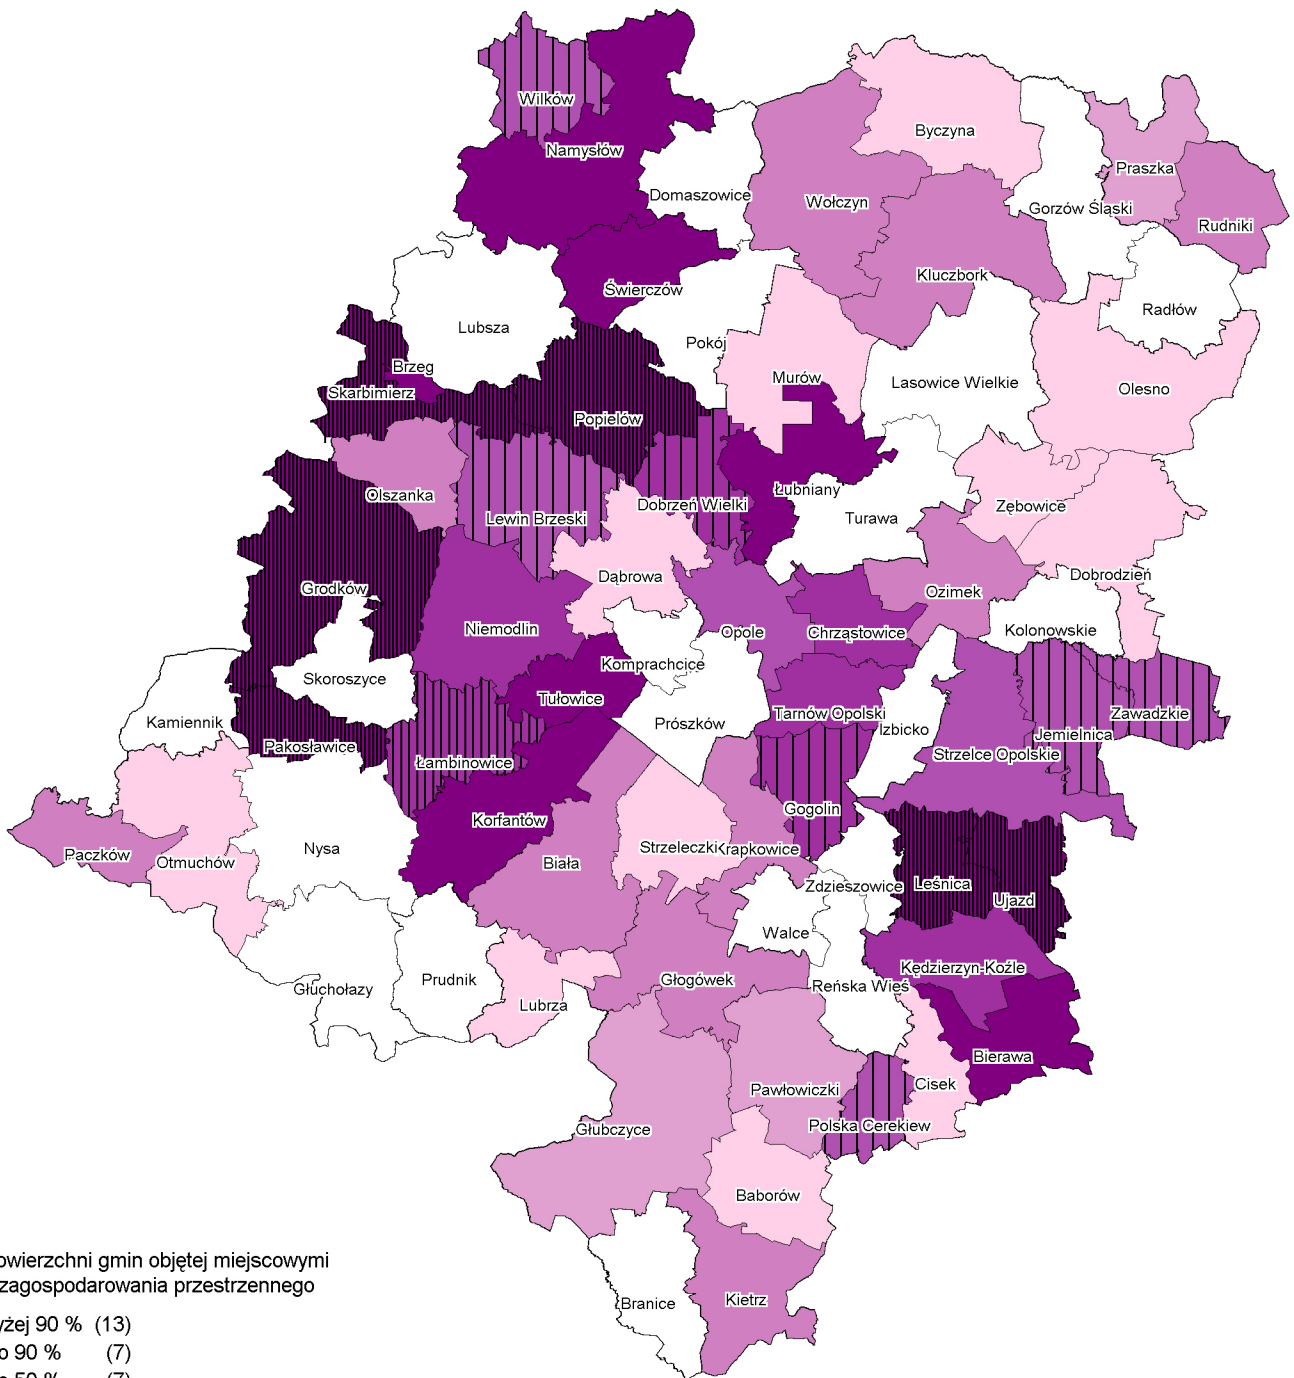 Wilków
Namysłów
Byczyna
Praszka
Domaszowice
Wołczyn
Gorzów Śląski
Rudniki
Kluczbork
Świerczów
Radłów
Lubsza
Pokój
Brzeg
Murów
Lasowice Wielkie
Olesno
Skarbimierz
Popielów
Olszanka
Łubniany
Dobrzeń Wielki
Zębowice
Lewin Brzeski
Turawa
Dąbrowa
Dobrodzień
Grodków
Ozimek
Niemodlin
Opole
Chrząstowice
Kolonowskie
Komprachcice
Skoroszyce
Tułowice
Kamiennik
Prószków
Tarnów Opolski
Izbicko
Zawadzkie
Pakosławice
Jemielnica
Łambinowice
Strzelce Opolskie
Gogolin
Korfantów
Nysa
Strzeleczki
Krapkowice
Paczków
Otmuchów
Biała
Zdzieszowice
Leśnica
Ujazd
Walce
Kędzierzyn-Koźle
Prudnik
Głogówek
Reńska Wieś
Głuchołazy
Lubrza
Bierawa
Pawłowiczki
Cisek
Głubczyce
Polska Cerekiew
Baborów
Branice
Kietrz
owierzchni gmin objętej miejscowymi
zagospodarowania przestrzennego
yżej 90 % (13)
o 90 % (7)
50 % (7)